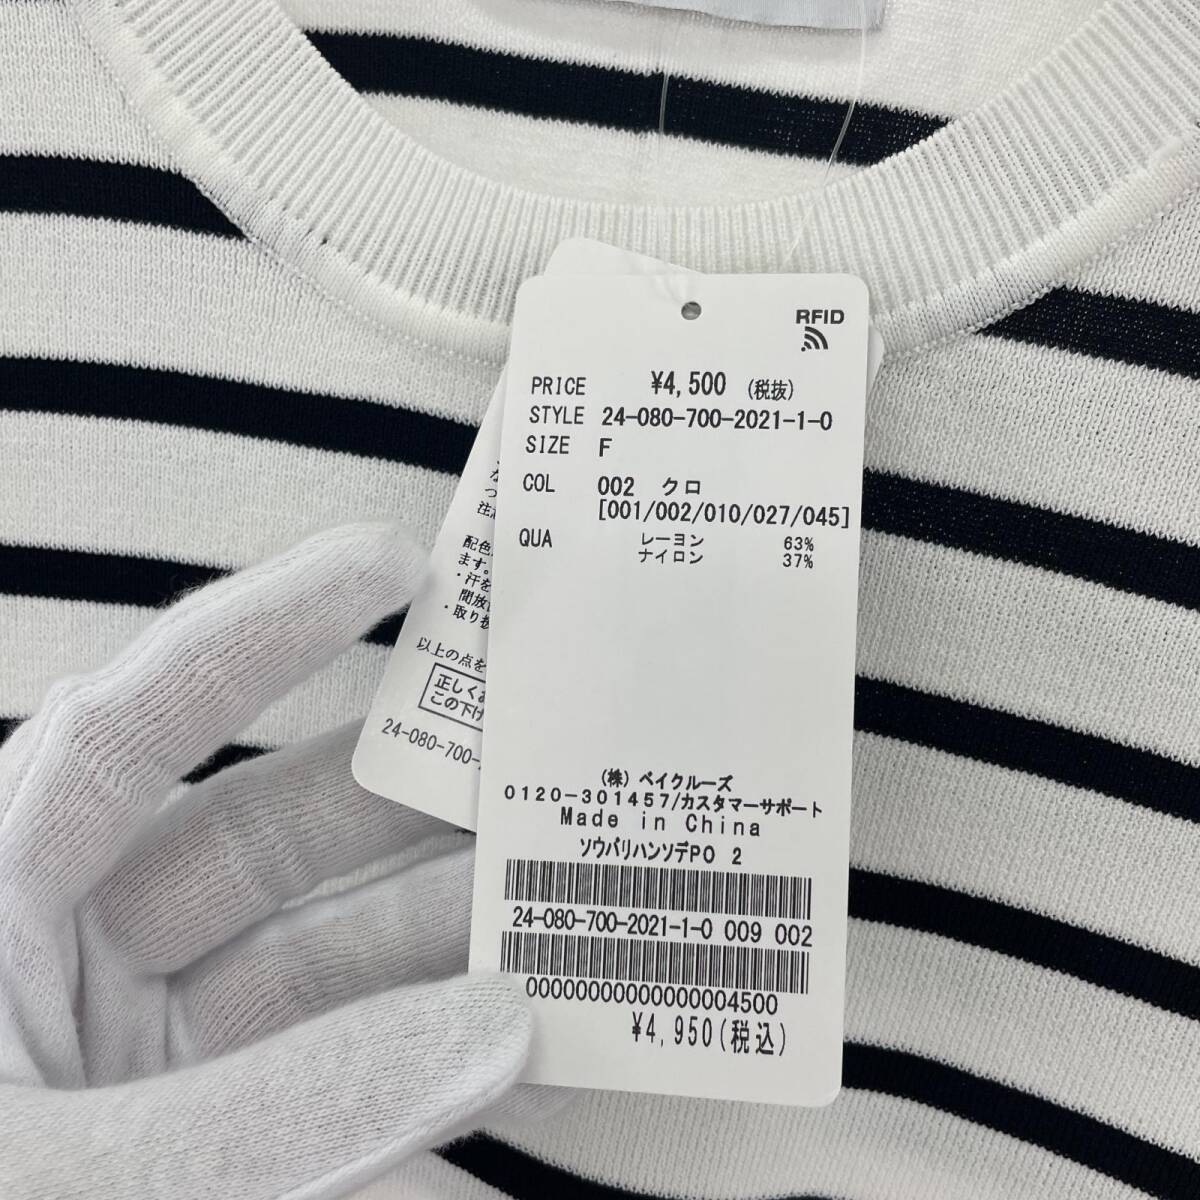 RFID
PRICE ¥4,500 (税抜)
STYLE 24-080-700-2021-1-0
SIZE F
COL 002 クロ
[001/002/010/027/045]
QUA レーヨン 63%
ナイロン 37%
(株) ベイクルーズ
0120-301457/カスタマーサポート
Made in China
ソウバリハンソデPO 2
24-080-700-2021-1-0 009 002
00000000000000004500
¥4,950(税込)
つ
配色
ます。
・汗を
間放
・取り扱
以上の点を
正しくお
この下げ
24-080-700-